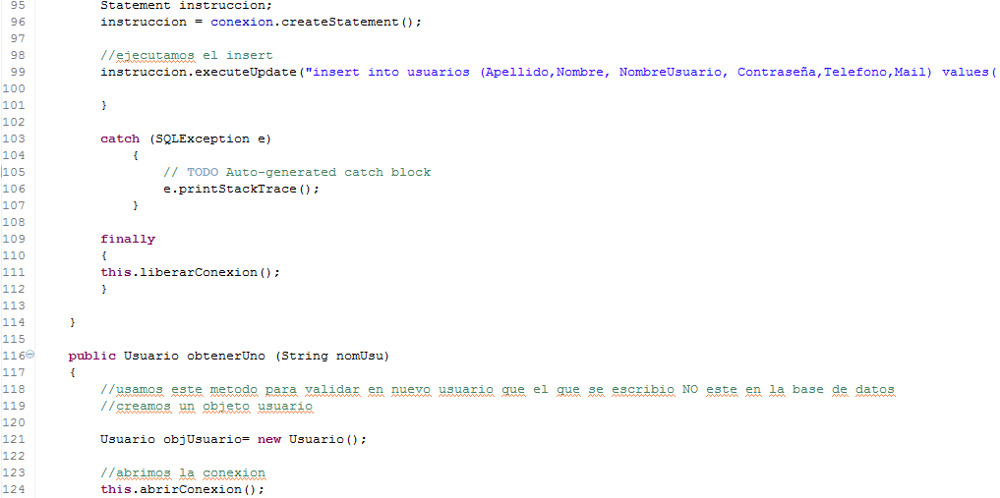 95 Statement instruccion;
96 instruccion = conexion.createStatement();
97
98 //ejecutamos el insert
99 instruccion.executeUpdate("insert into usuarios (Apellido,Nombre, NombreUsuario, Contraseña,Telefono,Mail) values(
100
101 }
102
103 catch (SQLException e)
104 {
105 // TODO Auto-generated catch block
106 e.printStackTrace();
107 }
108
109 finally
110 {
111 this.liberarConexion();
112 }
113
114 }
115
116 public Usuario obtenerUno (String nomUsu)
117 {
118 //usamos este metodo para validar en nuevo usuario que el que se escribio NO este en la base de datos
119 //creamos un objeto usuario
120
121 Usuario objUsuario= new Usuario();
122
123 //abrimos la conexion
124 this.abrirConexion();